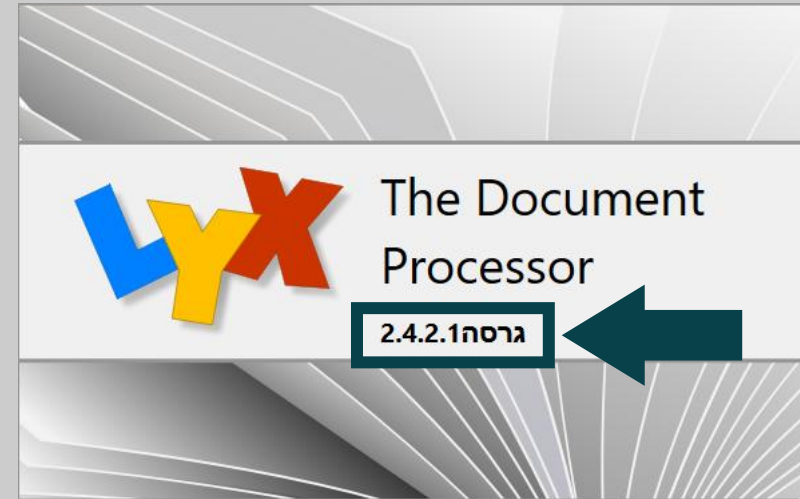 LYX
The Document
Processor
גרסה2.4.2.1